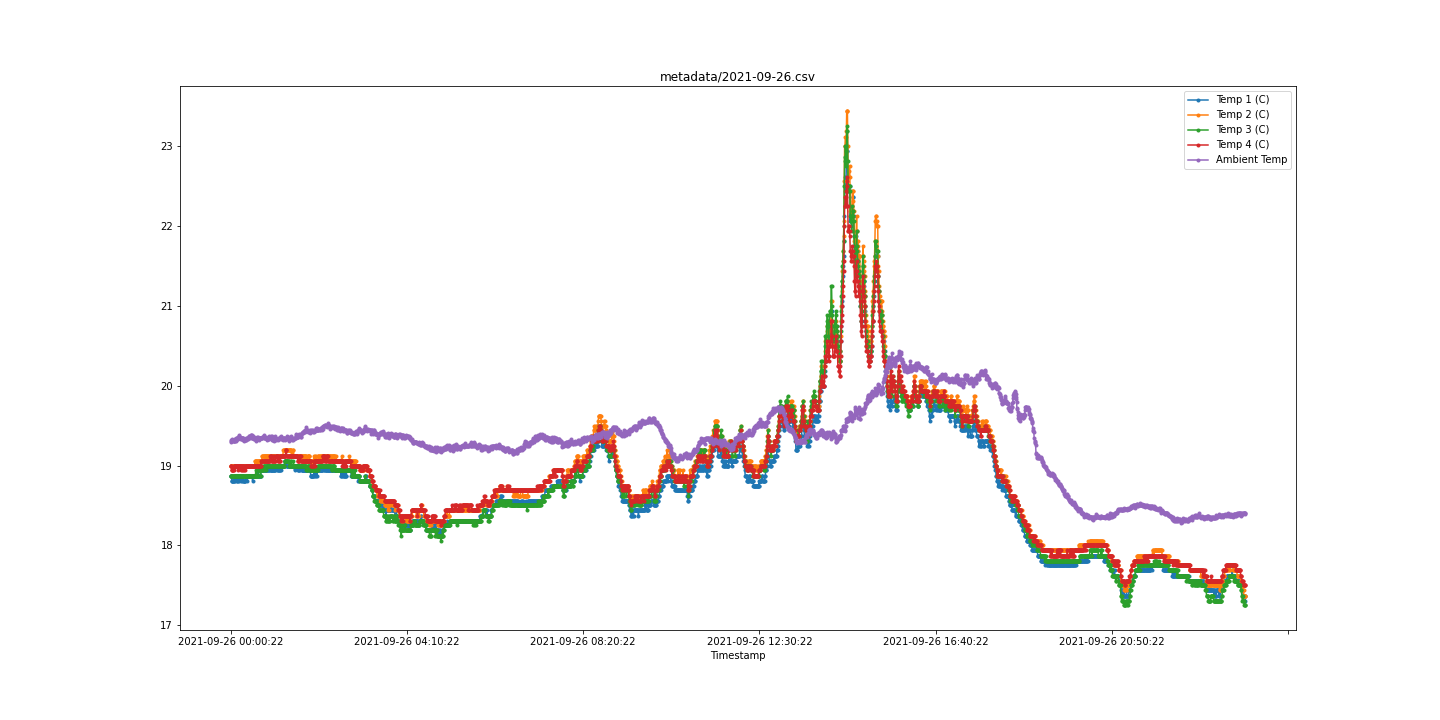 metadata/2021-09-26.csv
Temp 1 (C)
Temp 2 (C)
Temp 3 (C)
Temp 4 (C)
Ambient Temp
23
22
21
20
19
18
17
2021-09-26 00:00:22 2021-09-26 04:10:22 2021-09-26 08:20:22 2021-09-26 12:30:22 2021-09-26 16:40:22 2021-09-26 20:50:22
Timestamp